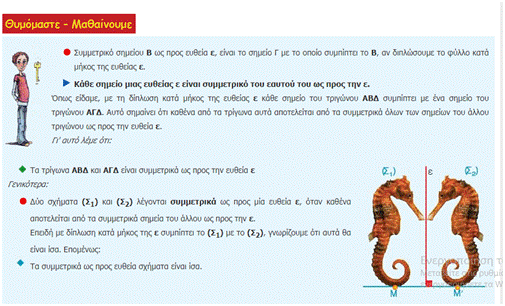 Θυμόμαστε - Μαθαίνουμε
Συμμετρικό σημείου Β ως προς ευθεία ε, είναι το σημείο Γ με το οποίο συμπίπτει το Β, αν διπλώσουμε το φύλλο κατά
μήκος της ευθείας ε.
Κάθε σημείο μιας ευθείας ε είναι συμμετρικό του εαυτού του ως προς την ε.
Όπως είδαμε, με τη δίπλωση κατά μήκος της ευθείας ε κάθε σημείο του τριγώνου ΑΒΔ συμπίπτει με ένα σημείο του
τριγώνου ΑΓΔ. Αυτό σημαίνει ότι καθένα από τα τρίγωνα αυτά αποτελείται από τα συμμετρικά όλων των σημείων του άλλου
τριγώνου ως προς την ευθεία ε.
Γι' αυτό λέμε ότι:
Τα τρίγωνα ΑΒΔ και ΑΓΔ είναι συμμετρικά ως προς την ευθεία ε
Γενικότερα:
Δύο σχήματα (Σ1) και (Σ2) λέγονται συμμετρικά ως προς μία ευθεία ε, όταν καθένα
αποτελείται από τα συμμετρικά σημεία του άλλου ως προς την ε.
Επειδή με δίπλωση κατά μήκος της ε συμπίπτει το (Σ1) με το (Σ2), γνωρίζουμε ότι αυτά θα
είναι ίσα. Επομένως:
Τα συμμετρικά ως προς ευθεία σχήματα είναι ίσα.
(Σ1) ε (Σ2)
Μ Μ'